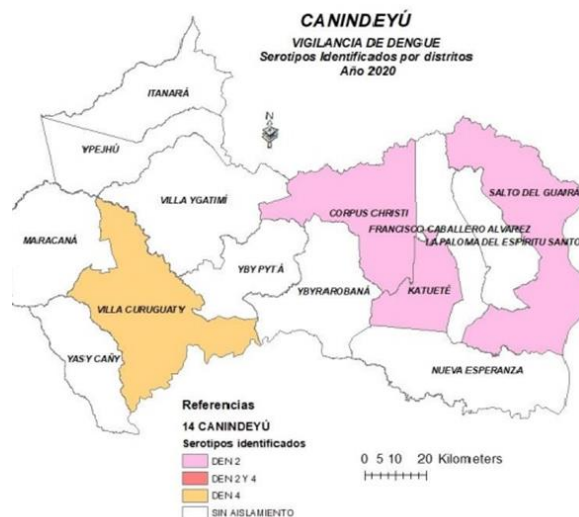 CANINDEYÚ
VIGILANCIA DE DENGUE
Serotipos Identificados por distritos
Año 2020
ITANARÁ
N
YPEJHÚ
VILLA YGATIMÍ
SALTO DEL GUAIRÁ
CORPUS CHRISTI
MARACANÁ
FRANCISCO CABALLERO ALVAREZ
LA PALOMA DEL ESPÍRITU SANTO
YBY PYTÁ
YBYRAROBANÁ
KATUETÉ
VILLA CURUGUATY
YASY CAÑY
NUEVA ESPERANZA
Referencias
14 CANINDEYÚ
Serotipos identificados
DEN 2
DEN 2 Y 4
DEN 4
SIN AISLAMIENTO
0 5 10 20 Kilometers